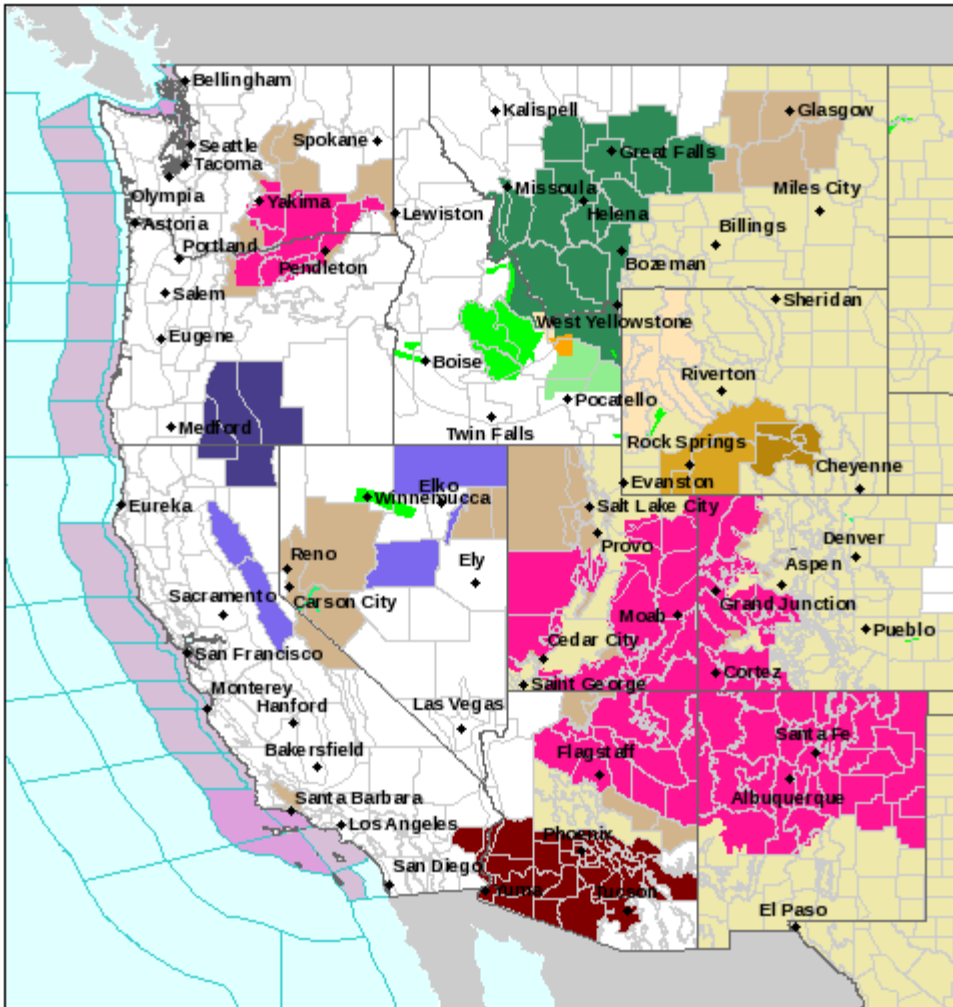 Bellingham
Kalispell
Glasgow
Seattle
Spokane
Great Falls
Tacoma
Missoula
Miles City
Olympia
Yakima
Helena
Lewiston
Astoria
Portland
Billings
Pendleton
Bozeman
Salem
Sheridan
West Yellowstone
Eugene
Boise
Riverton
Pocatello
Medford
Twin Falls
Rock Springs
Cheyenne
Elko
Evanston
Winnemucca
Eureka
Salt Lake City
Provo
Denver
Reno
Ely
Aspen
Sacramento
Carson City
Grand Junction
Moab
Pueblo
Cedar City
San Francisco
Cortez
Saint George
Monterey
Hanford
Las Vegas
Santa Fe
Bakersfield
Flagstaff
Albuquerque
Santa Barbara
Los Angeles
Phoenix
San Diego
Yuma
Tucson
El Paso